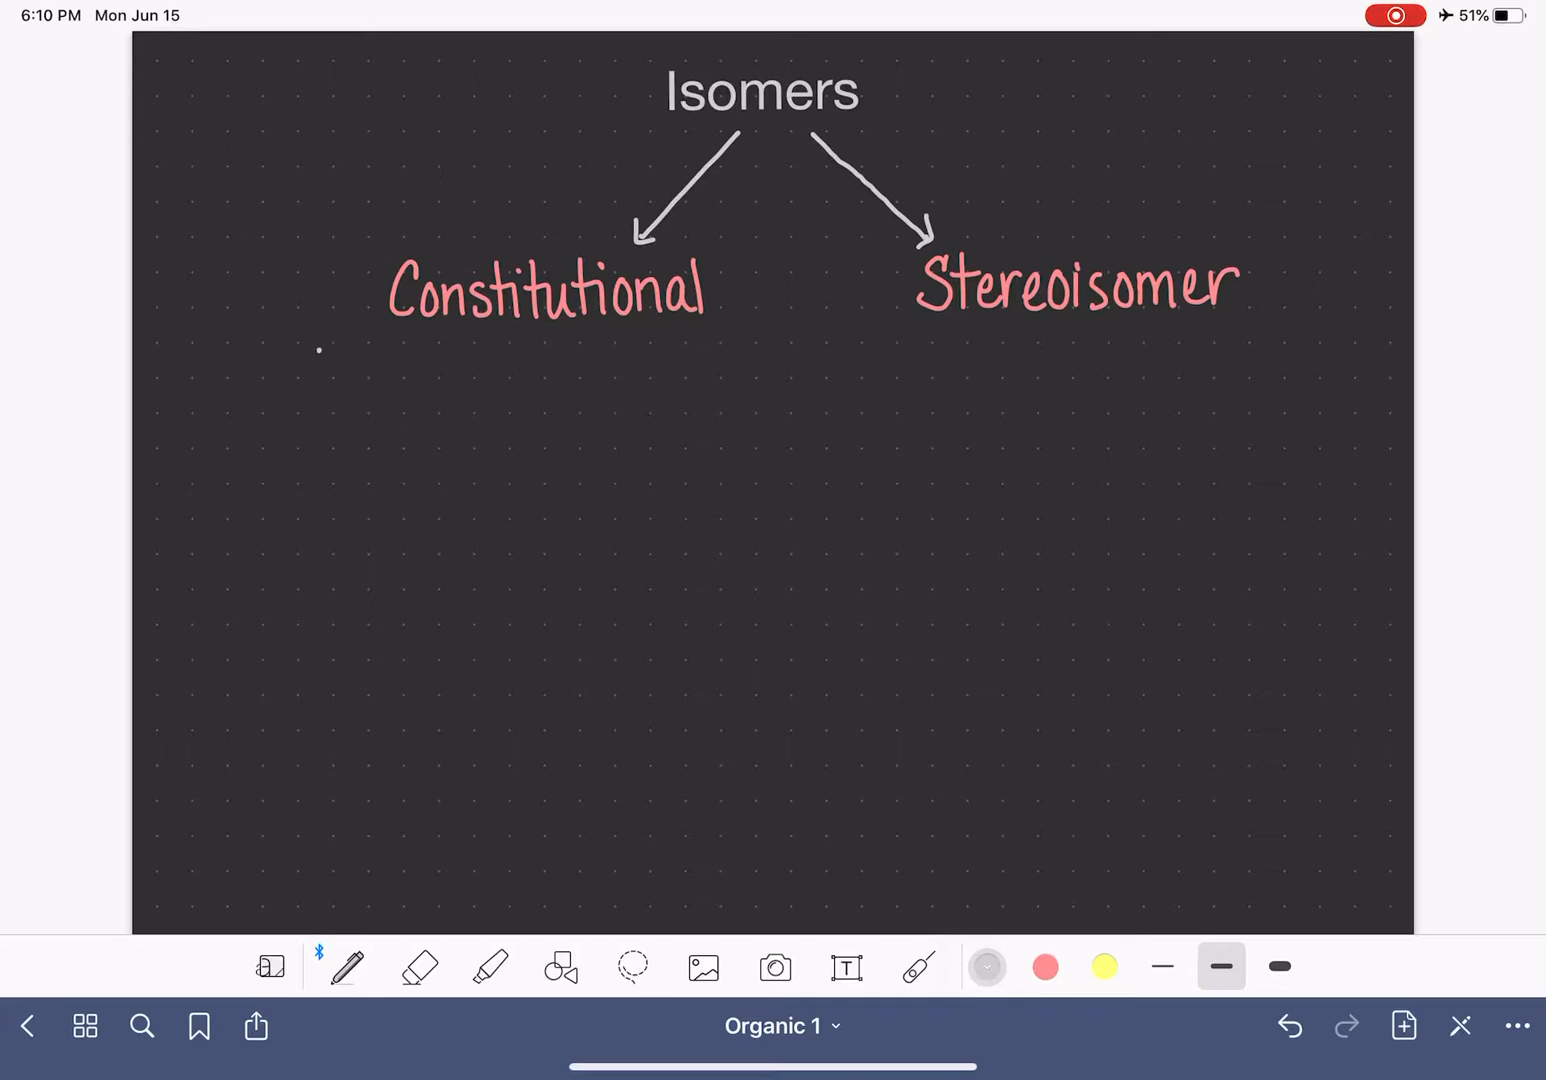 6:10 PM Mon Jun 15
51%
Isomers
Constitutional Stereoisomer
T
Organic 1